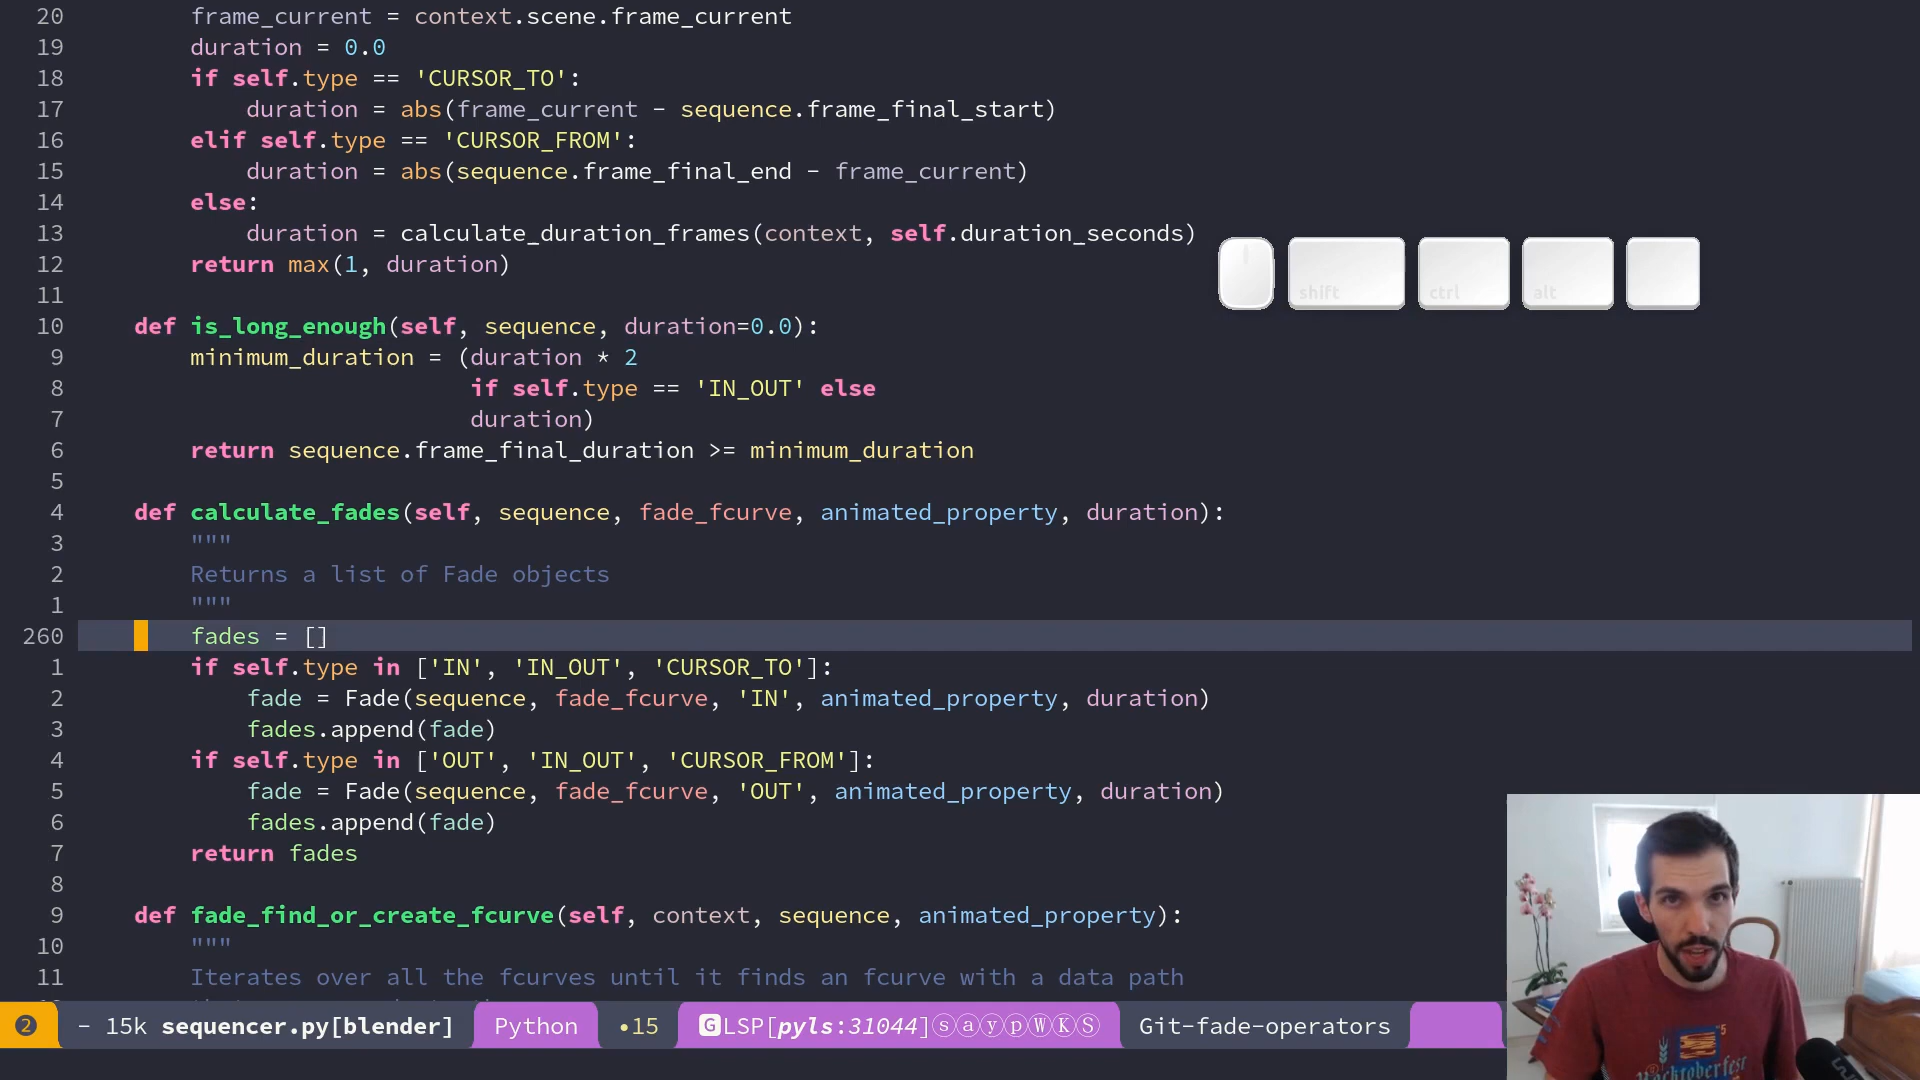 20 frame_current = context.scene.frame_current
19 duration = 0.0
18 if self.type == 'CURSOR_TO':
17 duration = abs(frame_current - sequence.frame_final_start)
16 elif self.type == 'CURSOR_FROM':
15 duration = abs(sequence.frame_final_end - frame_current)
14 else:
13 duration = calculate_duration_frames(context, self.duration_seconds)
12 return max(1, duration)
11
10 def is_long_enough(self, sequence, duration=0.0):
9 minimum_duration = (duration * 2
8 if self.type == 'IN_OUT' else
7 duration)
6 return sequence.frame_final_duration >= minimum_duration
5
4 def calculate_fades(self, sequence, fade_fcurve, animated_property, duration):
3 """
2 Returns a list of Fade objects
1 """
260 fades = []
1 if self.type in ['IN', 'IN_OUT', 'CURSOR_TO']:
2 fade = Fade(sequence, fade_fcurve, 'IN', animated_property, duration)
3 fades.append(fade)
4 if self.type in ['OUT', 'IN_OUT', 'CURSOR_FROM']:
5 fade = Fade(sequence, fade_fcurve, 'OUT', animated_property, duration)
6 fades.append(fade)
7 return fades
8
9 def fade_find_or_create_fcurve(self, context, sequence, animated_property):
10 """
11 Iterates over all the fcurves until it finds an fcurve with a data path
shift ctrl alt
❷ - 15k sequencer.py[blender] Python •15 G LSP[pyls:31044]ⓢⓐⓨⓟⓌⓀⓈ Git-fade-operators